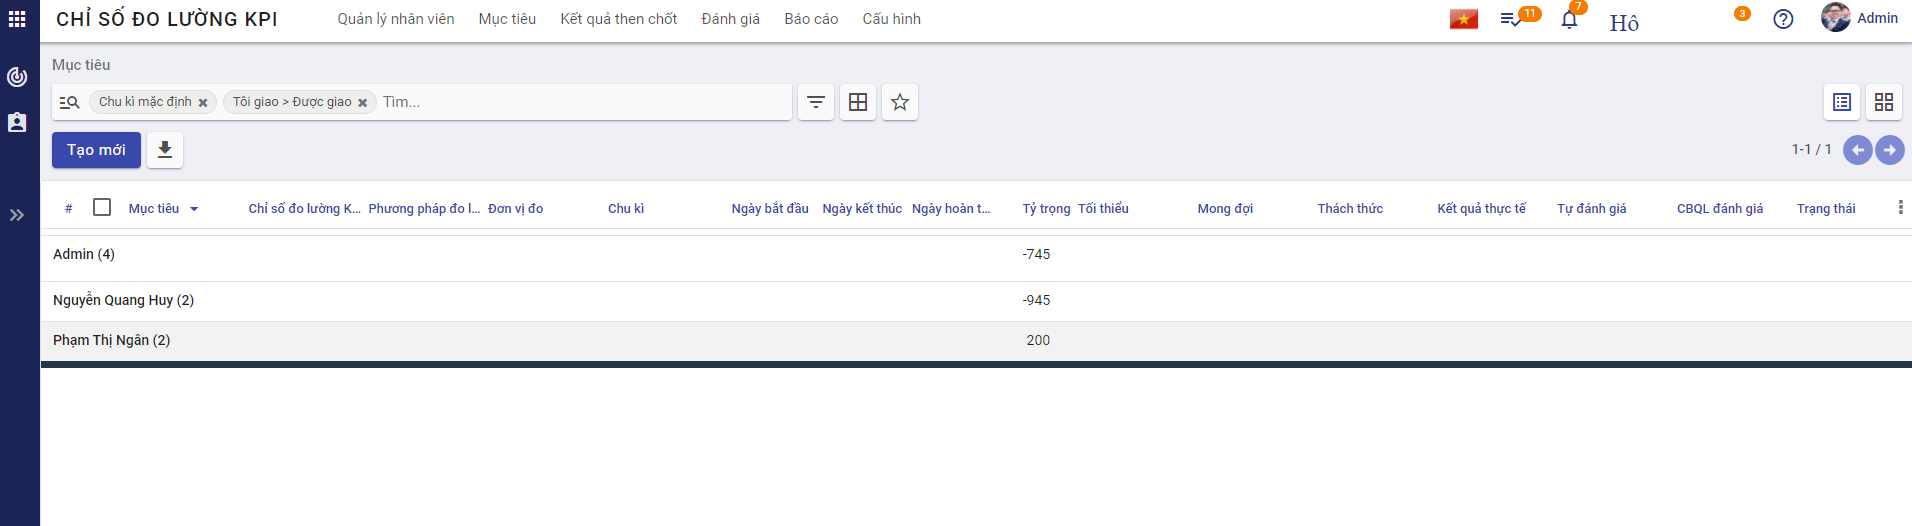 CHỈ SỐ ĐO LƯỜNG KPI Quản lý nhân viên Mục tiêu Kết quả then chốt Đánh giá Báo cáo Cấu hình 11 7 Hô 3 Admin
Mục tiêu
Chu kì mặc định Tôi giao > Được giao Tìm...
Tạo mới 1-1 / 1
# Mục tiêu Chỉ số đo lường K... Phương pháp đo l... Đơn vị đo Chu kì Ngày bắt đầu Ngày kết thúc Ngày hoàn t... Tỷ trọng Tối thiểu Mong đợi Thách thức Kết quả thực tế Tự đánh giá CBQL đánh giá Trạng thái
Admin (4) -745
Nguyễn Quang Huy (2) -945
Phạm Thị Ngân (2) 200